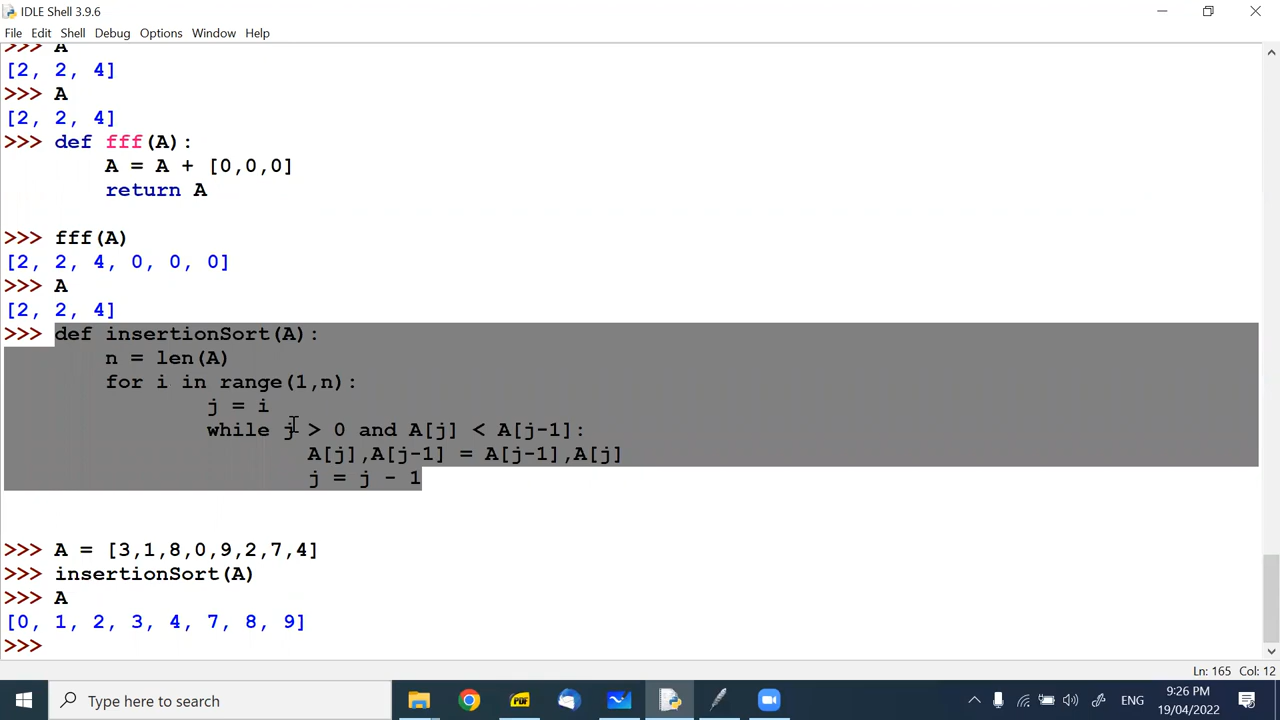 IDLE Shell 3.9.6
File Edit Shell Debug Options Window Help
>>> A
[2, 2, 4]
>>> A
[2, 2, 4]
>>> def fff(A):
        A = A + [0,0,0]
        return A
>>> fff(A)
[2, 2, 4, 0, 0, 0]
>>> A
[2, 2, 4]
>>> def insertionSort(A):
        n = len(A)
        for i in range(1,n):
                j = i
                while j > 0 and A[j] < A[j-1]:
                        A[j],A[j-1] = A[j-1],A[j]
                        j = j - 1
>>> A = [3,1,8,0,9,2,7,4]
>>> insertionSort(A)
>>> A
[0, 1, 2, 3, 4, 7, 8, 9]
>>>
Ln: 165 Col: 12
Type here to search
PDF
ENG
9:26 PM
19/04/2022